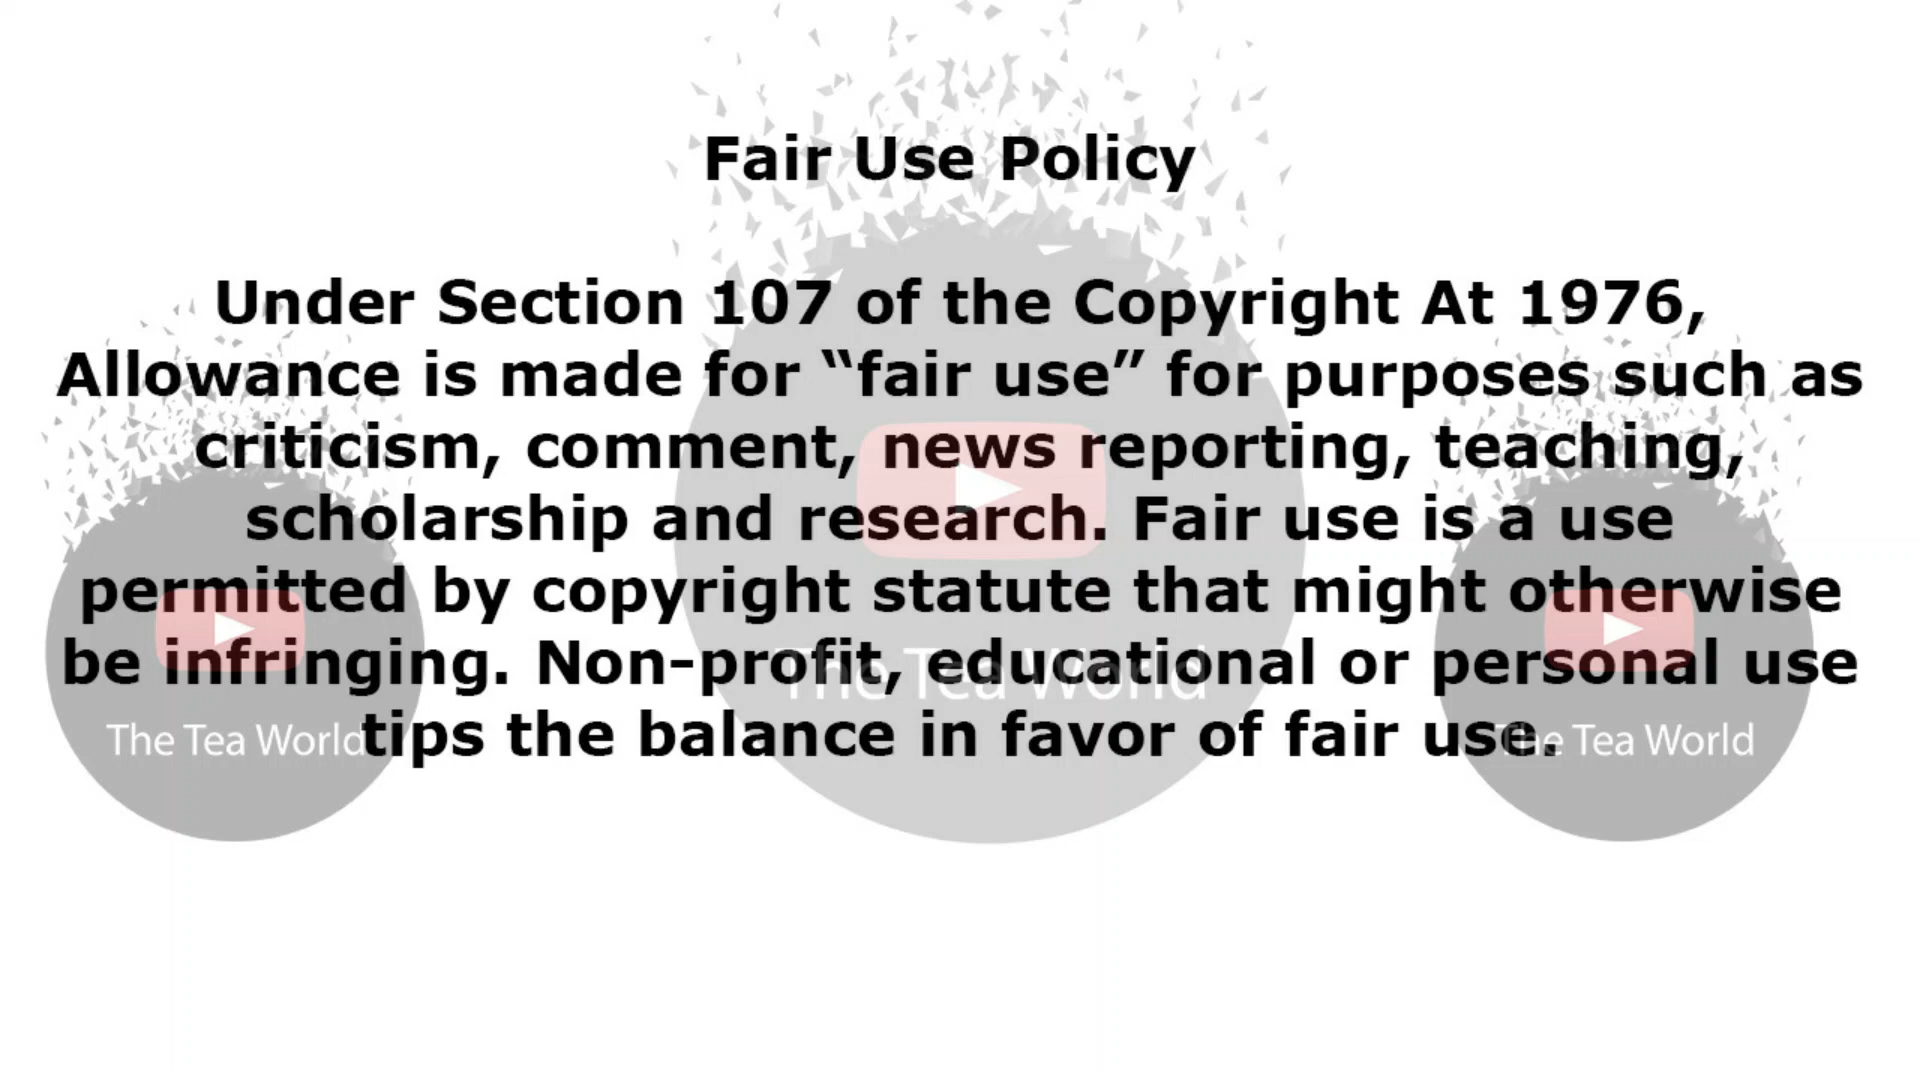 Fair Use Policy
Under Section 107 of the Copyright At 1976,
Allowance is made for “fair use” for purposes such as
criticism, comment, news reporting, teaching,
scholarship and research. Fair use is a use
permitted by copyright statute that might otherwise
be infringing. Non-profit, educational or personal use
tips the balance in favor of fair use.
The Tea World
The Tea World
The Tea World